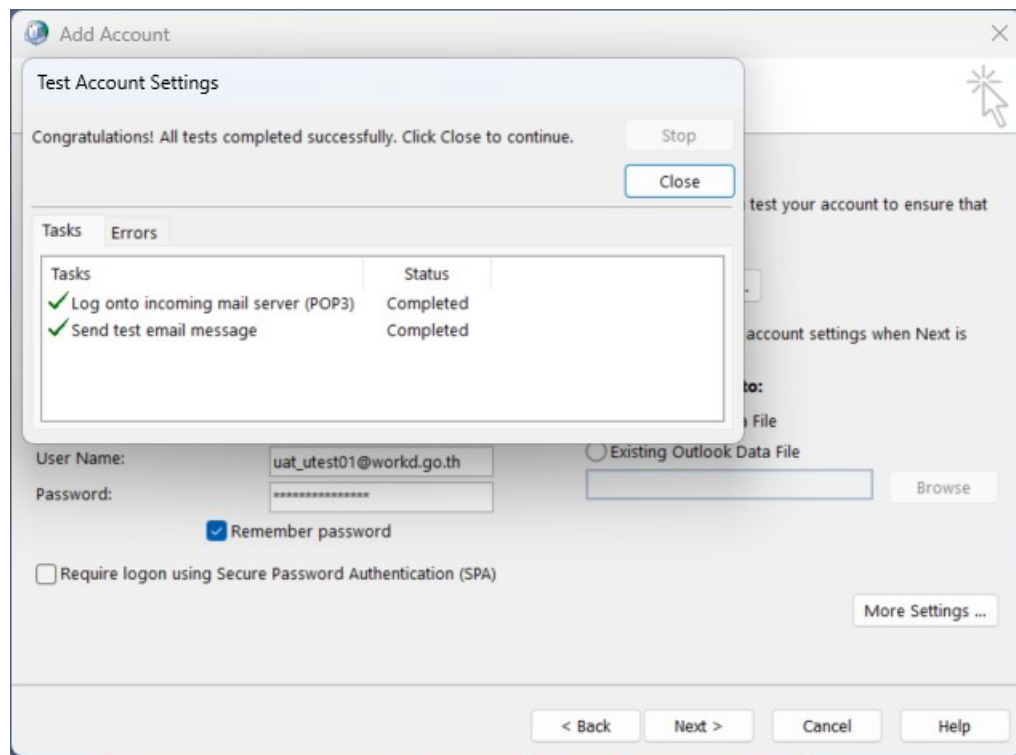 Add Account
Test Account Settings
Congratulations! All tests completed successfully. Click Close to continue.
Stop
Close
test your account to ensure that
Tasks
Errors
Tasks Status
Log onto incoming mail server (POP3) Completed
Send test email message Completed
account settings when Next is
to:
File
User Name:
uat_utest01@workd.go.th
Existing Outlook Data File
Password:
***************
Browse
Remember password
Require logon using Secure Password Authentication (SPA)
More Settings ...
< Back
Next >
Cancel
Help